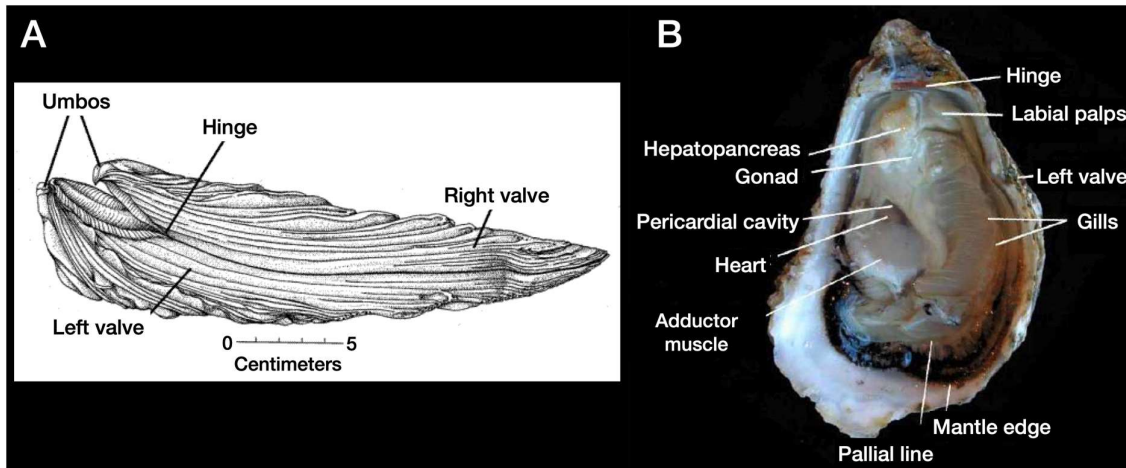 A
Umbos
Hinge
Right valve
Left valve
0 5
Centimeters
B
Hinge
Labial palps
Hepatopancreas
Gonad
Left valve
Pericardial cavity
Gills
Heart
Adductor
muscle
Mantle edge
Pallial line